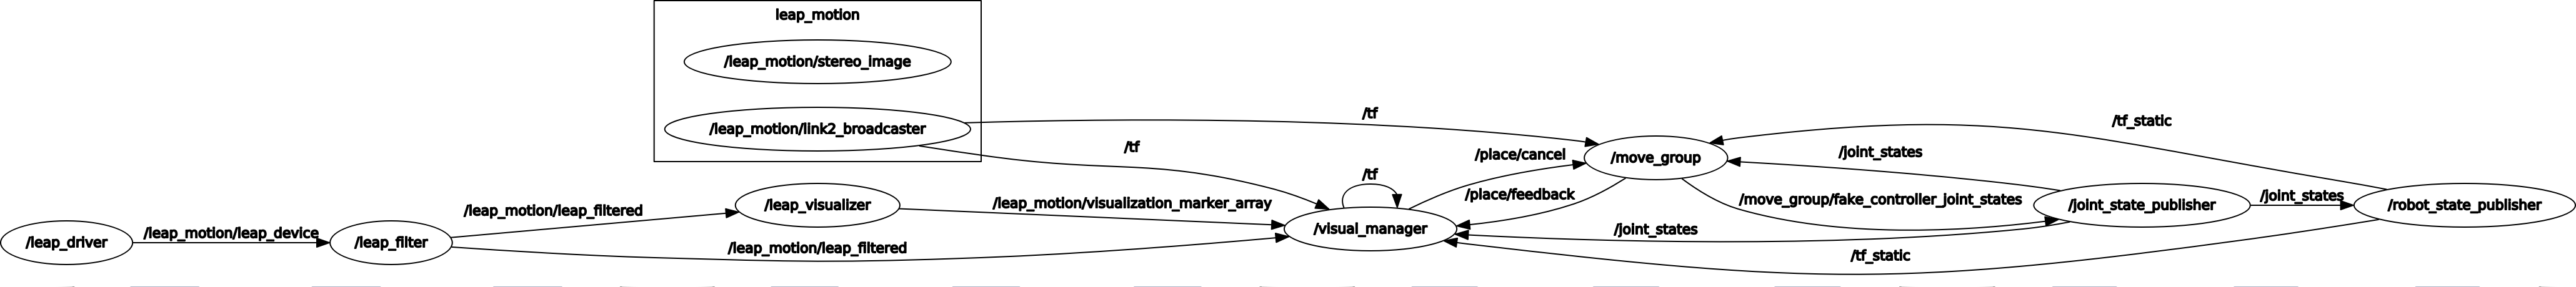 leap_motion
/leap_motion/stereo_image
/leap_motion/link2_broadcaster
/tf
/tf
/tf_static
/place/cancel
/move_group
/joint_states
/tf
/place/feedback
/move_group/fake_controller_joint_states
/joint_states
/leap_motion/leap_filtered
/leap_visualizer
/leap_motion/visualization_marker_array
/joint_state_publisher
/robot_state_publisher
/leap_driver
/leap_motion/leap_device
/leap_filter
/leap_motion/leap_filtered
/visual_manager
/joint_states
/tf_static